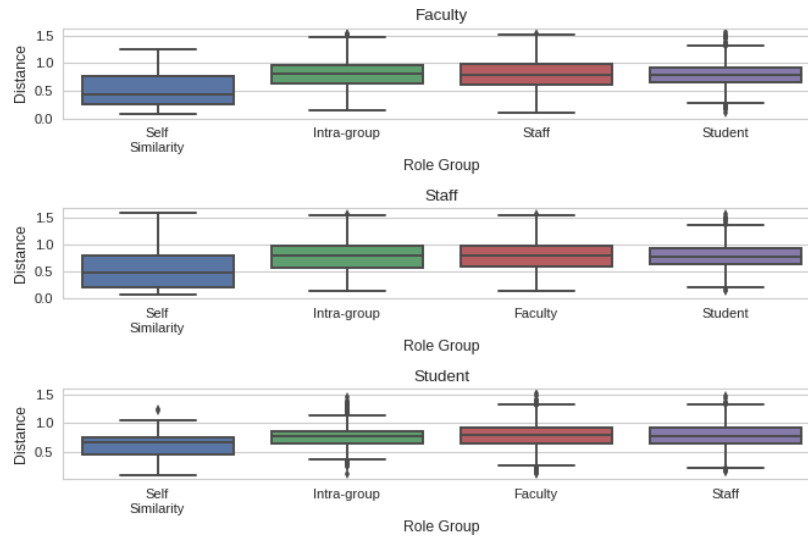 Faculty
1.5
1.0
0.5
0.0
Distance
Self
Similarity
Intra-group
Staff
Student
Role Group
Staff
1.5
1.0
0.5
0.0
Distance
Self
Similarity
Intra-group
Faculty
Student
Role Group
Student
1.5
1.0
0.5
Distance
Self
Similarity
Intra-group
Faculty
Staff
Role Group